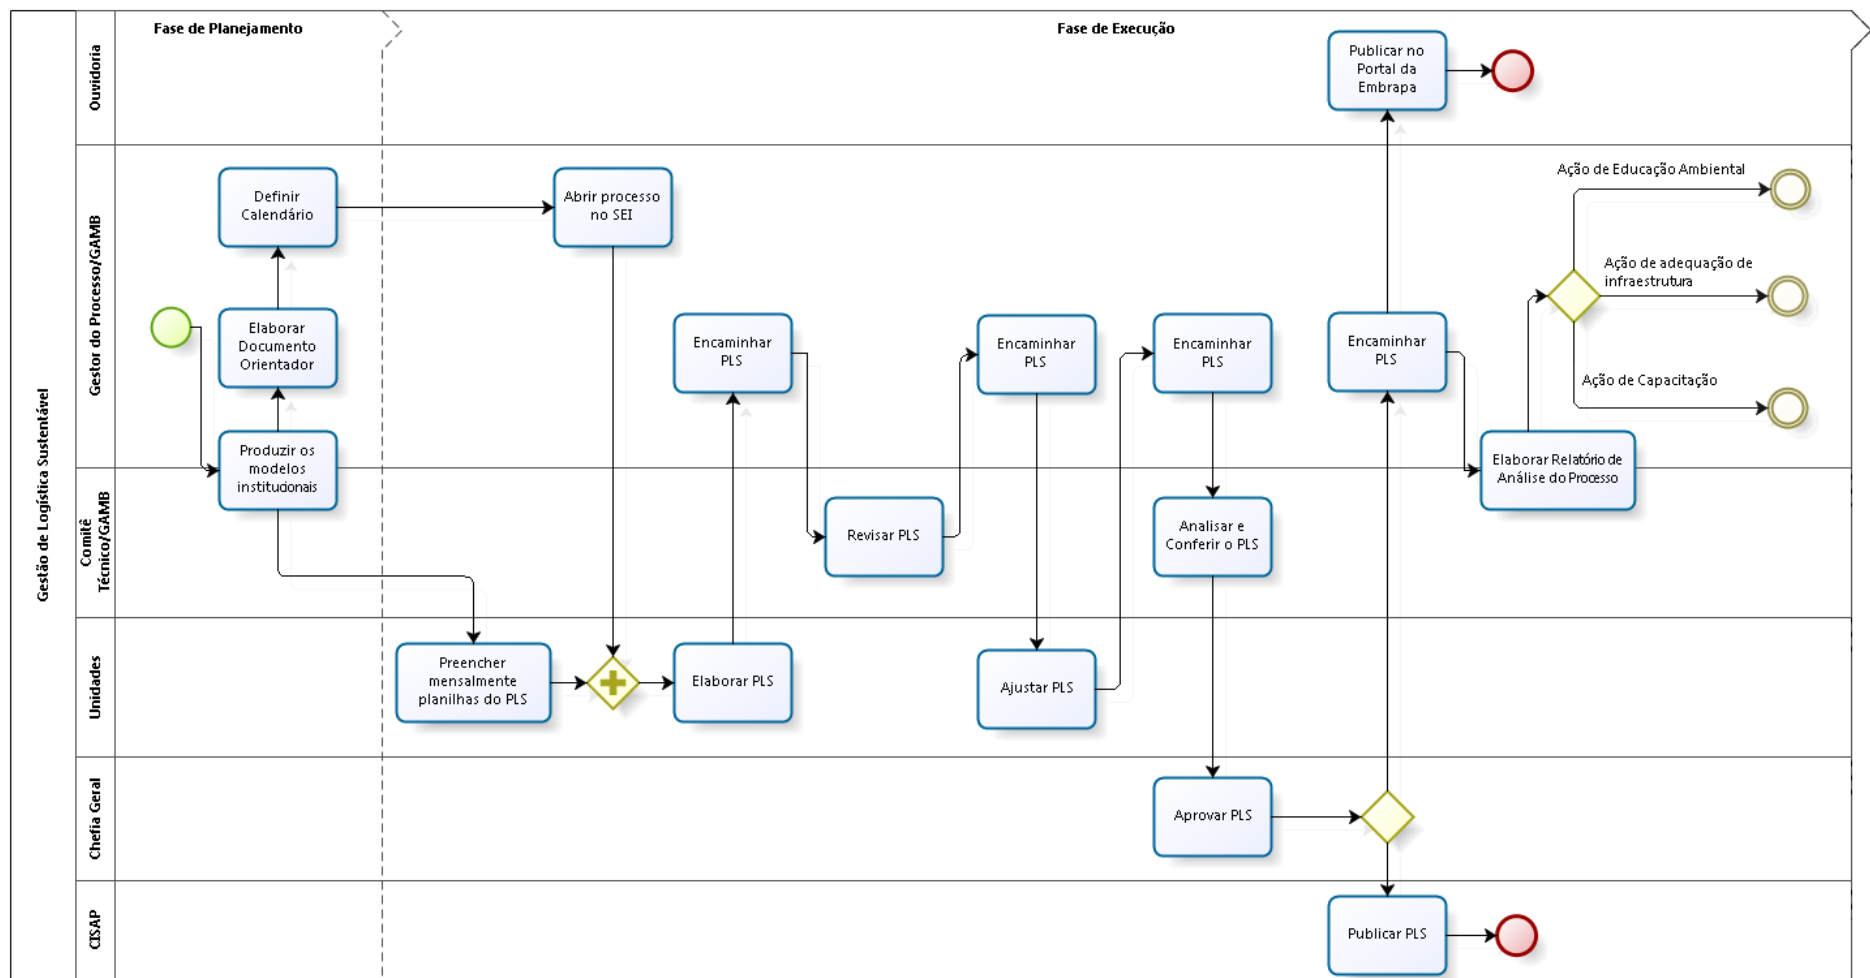 Fase de Planejamento
Fase de Execução
Gestão de Logística Sustentável
Ouvidoria
Publicar no
Portal da
Embrapa
Gestor do Processo/GAMB
Definir
Calendário
Abrir processo
no SEI
Elaborar
Documento
Orientador
Produzir os
modelos
institucionais
Encaminhar
PLS
Encaminhar
PLS
Encaminhar
PLS
Encaminhar
PLS
Ação de Educação Ambiental
Ação de adequação de
infraestrutura
Ação de Capacitação
Elaborar Relatório de
Análise do Processo
Comitê
Técnico/GAMB
Revisar PLS
Analisar e
Conferir o PLS
Unidades
Preencher
mensalmente
planilhas do PLS
Elaborar PLS
Ajustar PLS
Chefia Geral
Aprovar PLS
CISAP
Publicar PLS